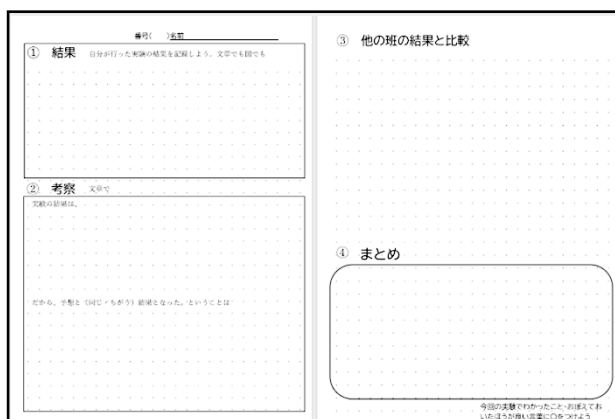 番号(　)名前
① 結果 自分が行った実験の結果を記録しよう。文章でも図でも
② 考察 文章で
実験の結果は、
だから、予想と（同じ・ちがう）結果となった。ということは
③ 他の班の結果と比較
④ まとめ
今回の実験でわかったこと・おぼえてお
いたほうが良い言葉に〇をつけよう